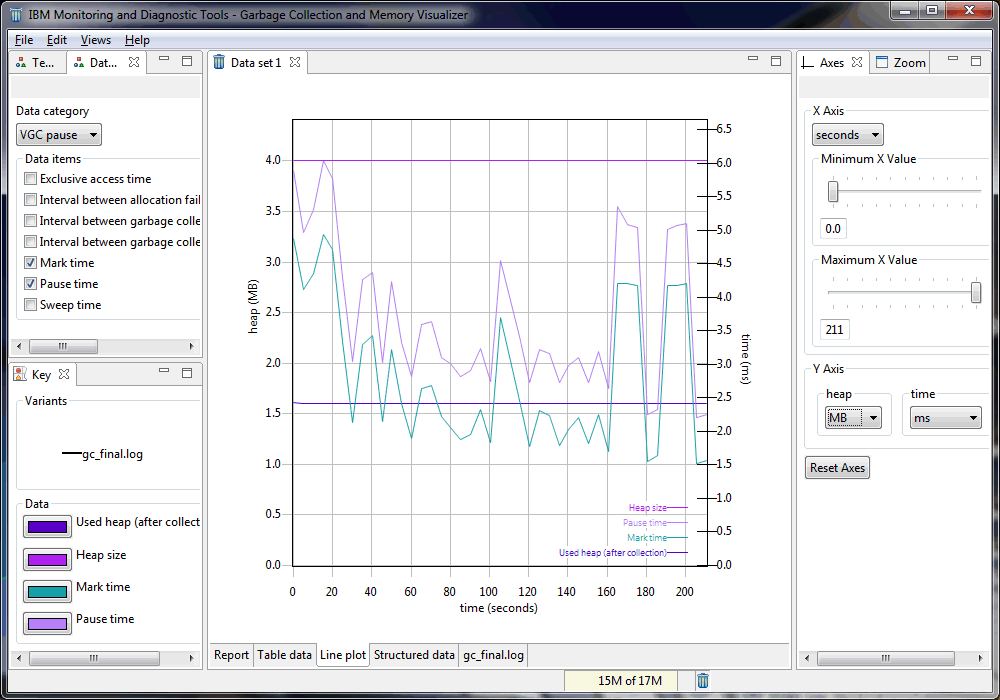 IBM Monitoring and Diagnostic Tools - Garbage Collection and Memory Visualizer
File Edit Views Help
Te...
Dat...
Data category
VGC pause
Data items
Exclusive access time
Interval between allocation fail
Interval between garbage colle
Interval between garbage colle
Mark time
Pause time
Sweep time
Key
Variants
gc_final.log
Data
Used heap (after collect
Heap size
Mark time
Pause time
Data set 1
4.0
3.5
3.0
2.5
2.0
1.5
1.0
0.5
0.0
heap (MB)
6.5
6.0
5.5
5.0
4.5
4.0
3.5
3.0
2.5
2.0
1.5
1.0
0.5
0.0
time (ms)
Heap size
Pause time
Mark time
Used heap (after collection)
0 20 40 60 80 100 120 140 160 180 200
time (seconds)
Report Table data Line plot Structured data gc_final.log
15M of 17M
Axes
Zoom
X Axis
seconds
Minimum X Value
0.0
Maximum X Value
211
Y Axis
heap
MB
time
ms
Reset Axes